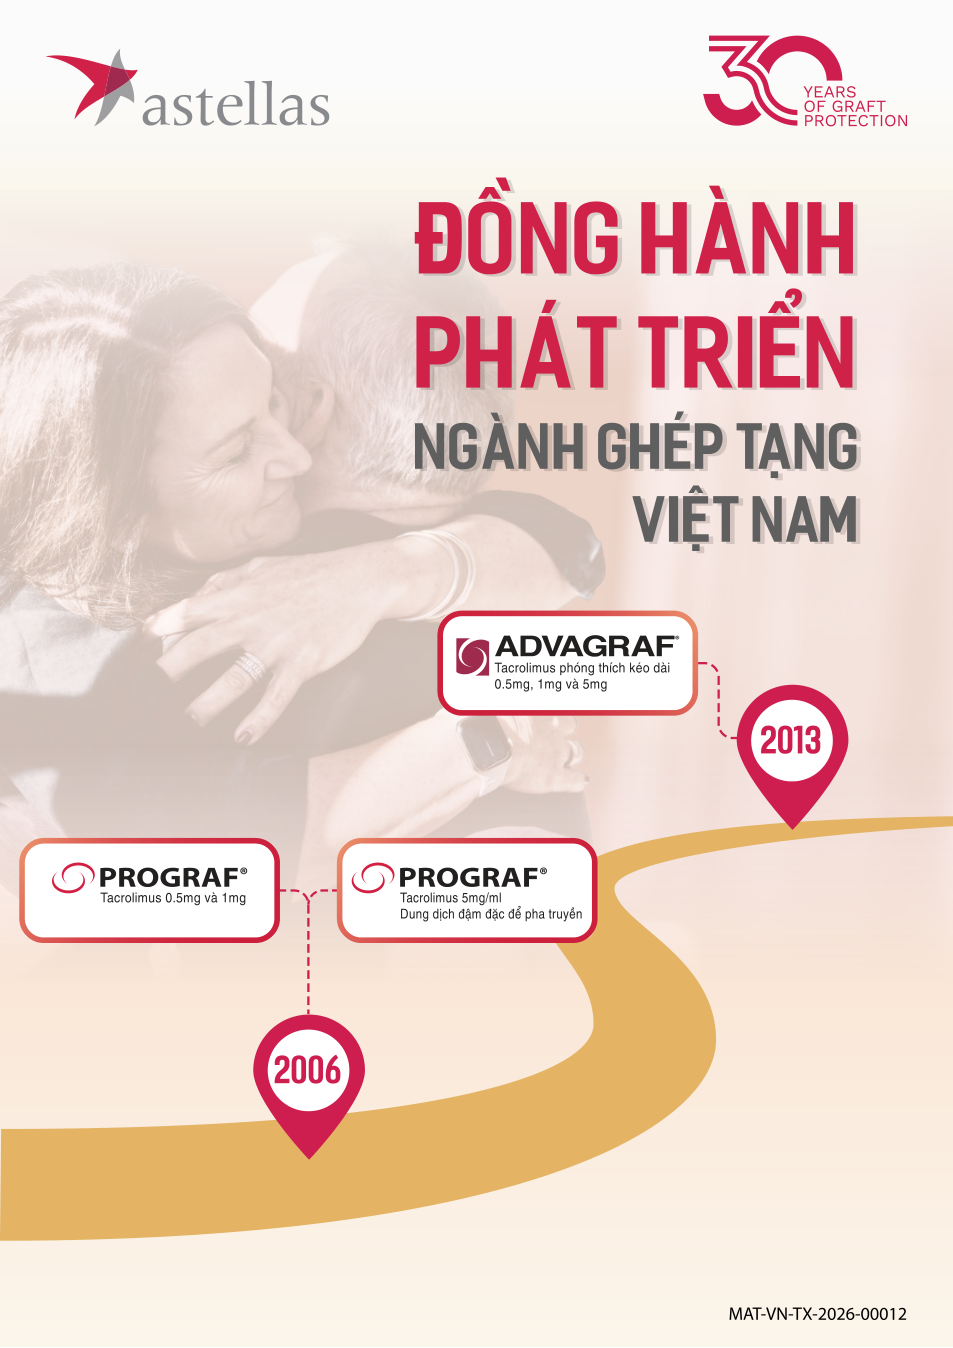 astellas
30 YEARS
OF GRAFT
PROTECTION
ĐỒNG HÀNH
PHÁT TRIỂN
NGÀNH GHÉP TẠNG
VIỆT NAM
ADVAGRAF®
Tacrolimus phóng thích kéo dài
0.5mg, 1mg và 5mg
2013
PROGRAF®
Tacrolimus 0.5mg và 1mg
PROGRAF®
Tacrolimus 5mg/ml
Dung dịch đậm đặc để pha truyền
2006
MAT-VN-TX-2026-00012